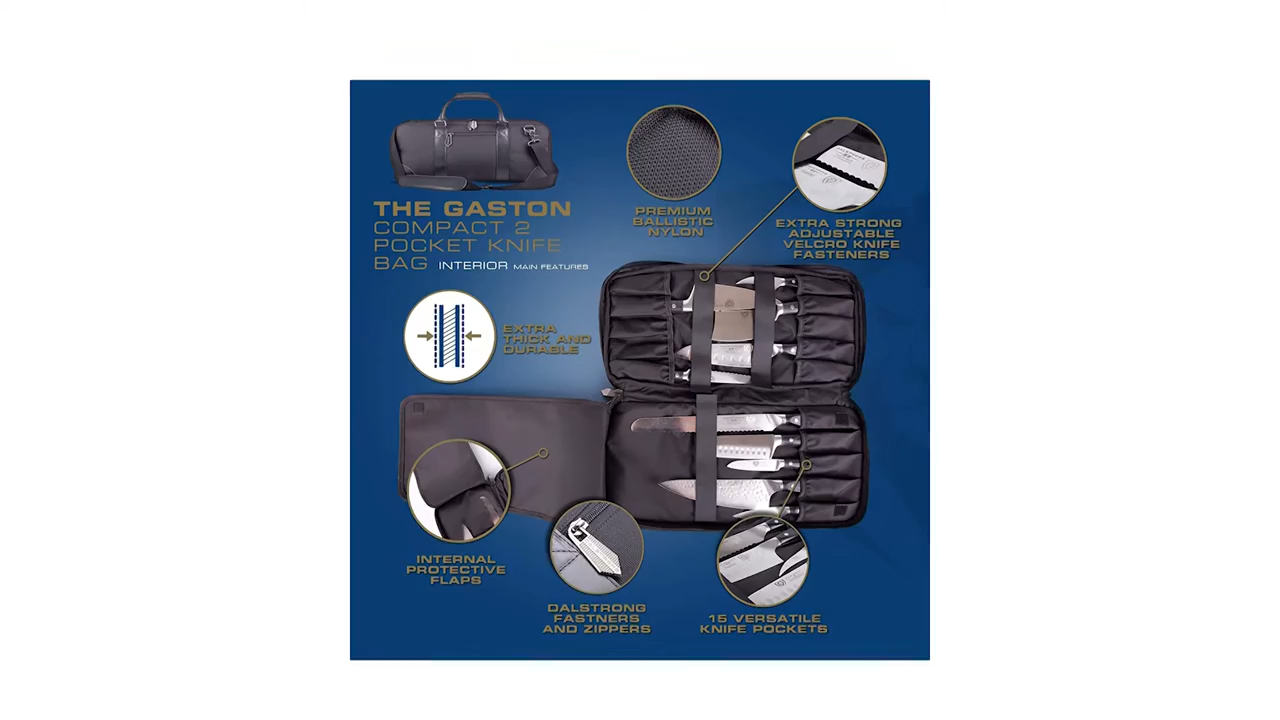 THE GASTON
COMPACT 2
POCKET KNIFE
BAG INTERIOR MAIN FEATURES
PREMIUM
BALLISTIC
NYLON
EXTRA STRONG
ADJUSTABLE
VELCRO KNIFE
FASTENERS
EXTRA
THICK AND
DURABLE
INTERNAL
PROTECTIVE
FLAPS
DALSTRONG
FASTNERS
AND ZIPPERS
15 VERSATILE
KNIFE POCKETS